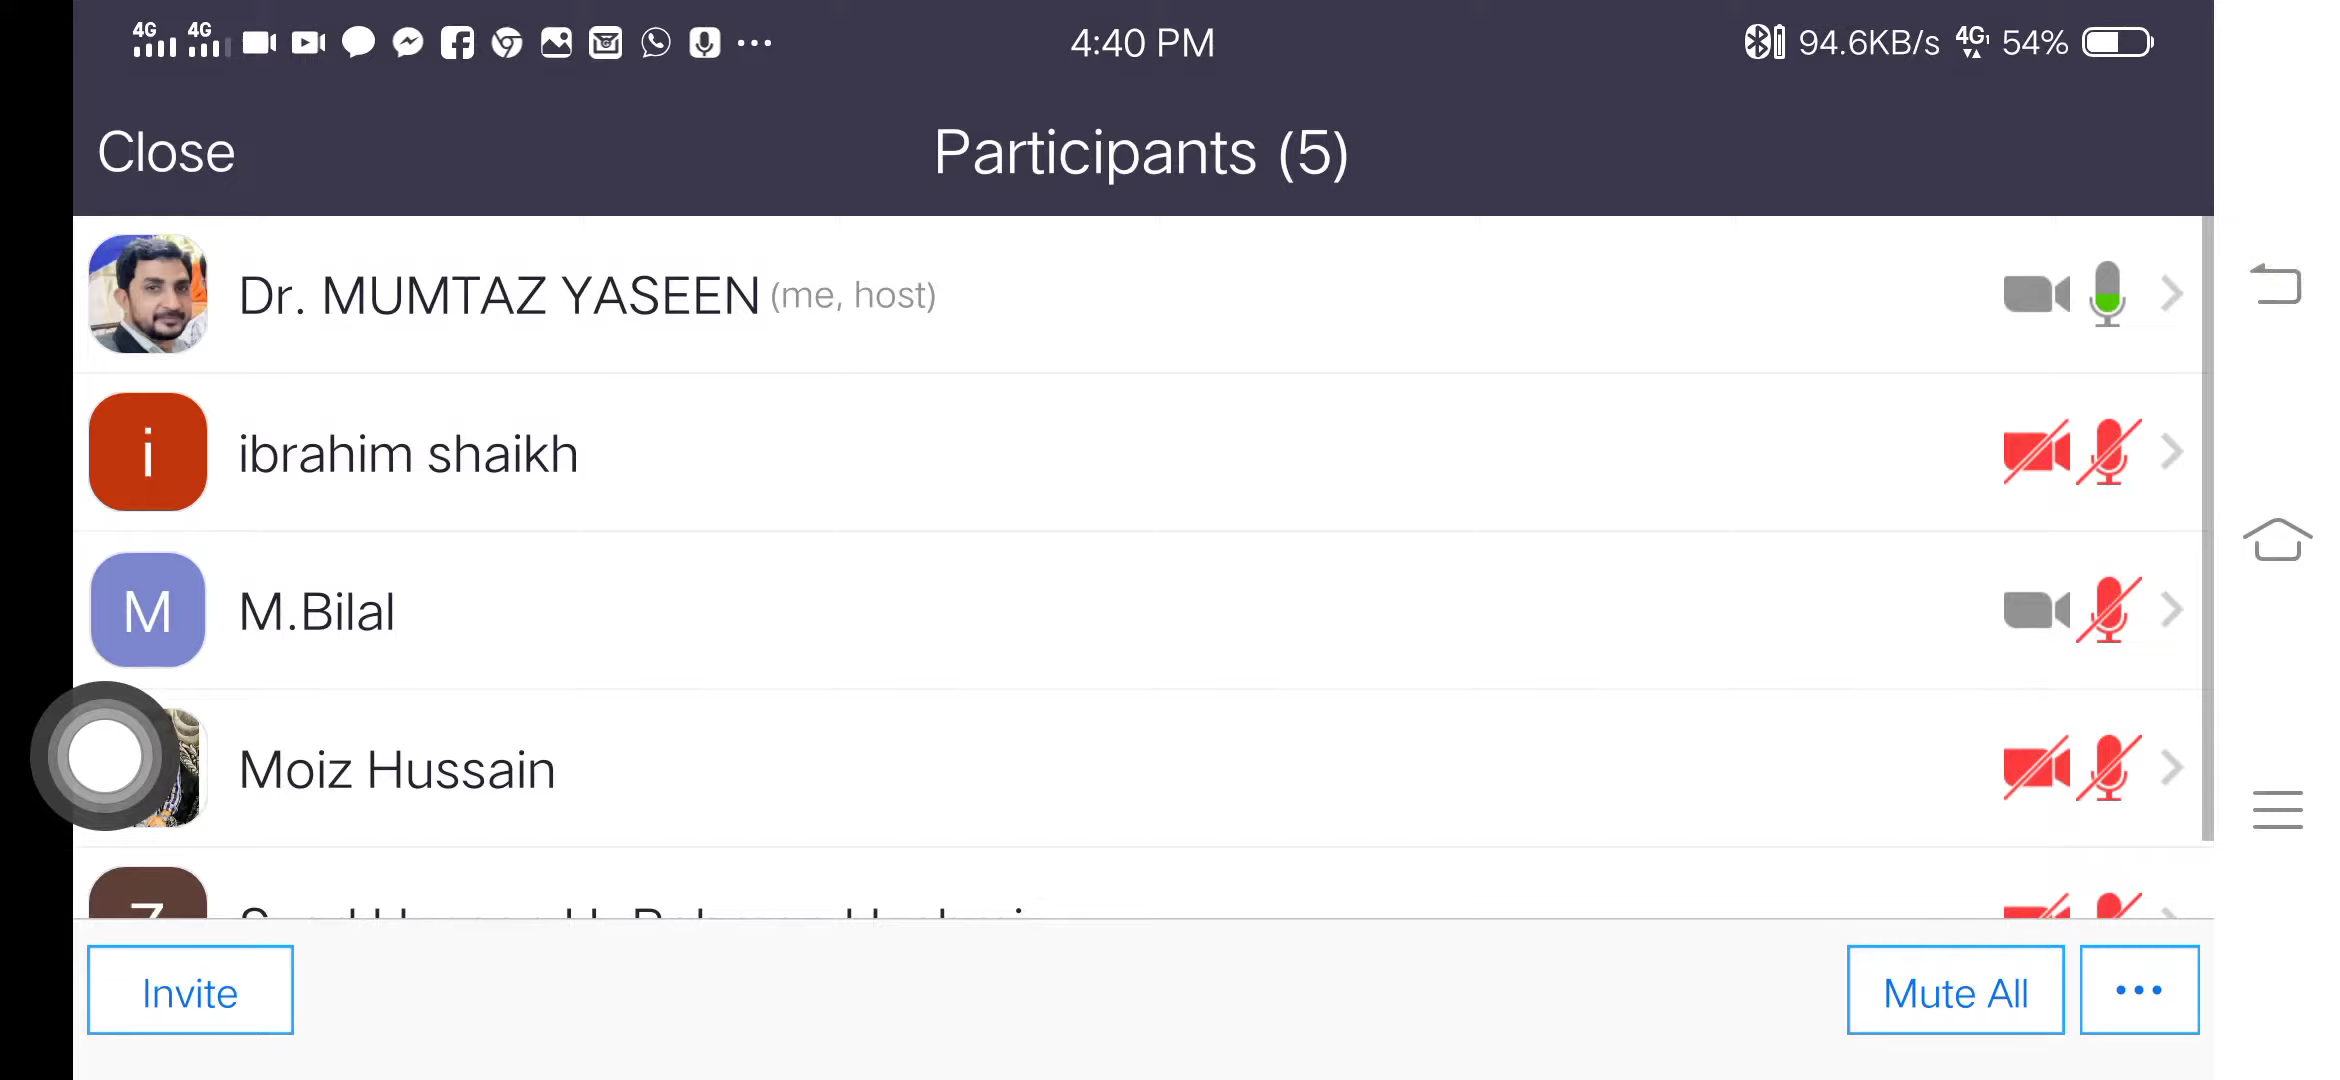 4G 4G 4:40 PM 94.6KB/s 4G1 54%
Close Participants (5)
Dr. MUMTAZ YASEEN (me, host)
i ibrahim shaikh
M M.Bilal
Moiz Hussain
Invite Mute All